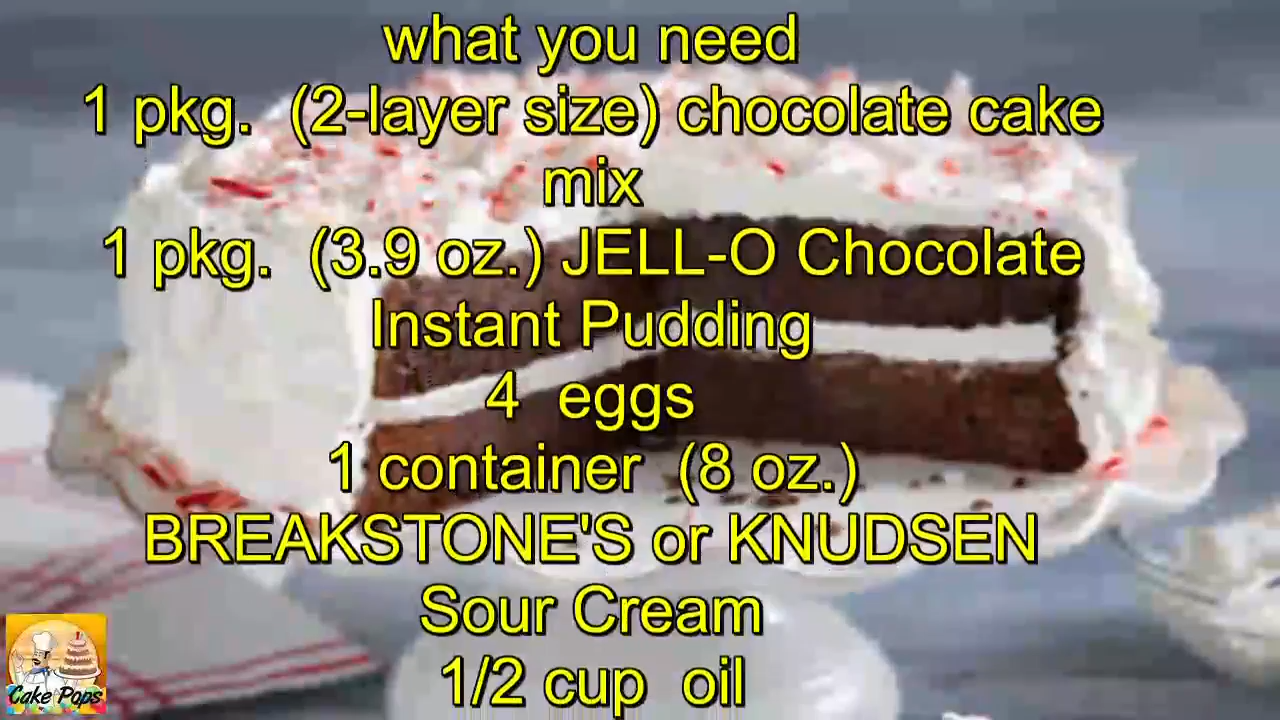 what you need
1 pkg.  (2-layer size) chocolate cake
mix
1 pkg.  (3.9 oz.) JELL-O Chocolate
Instant Pudding
4  eggs
1 container  (8 oz.)
BREAKSTONE'S or KNUDSEN
Sour Cream
1/2 cup  oil
Cake Pops